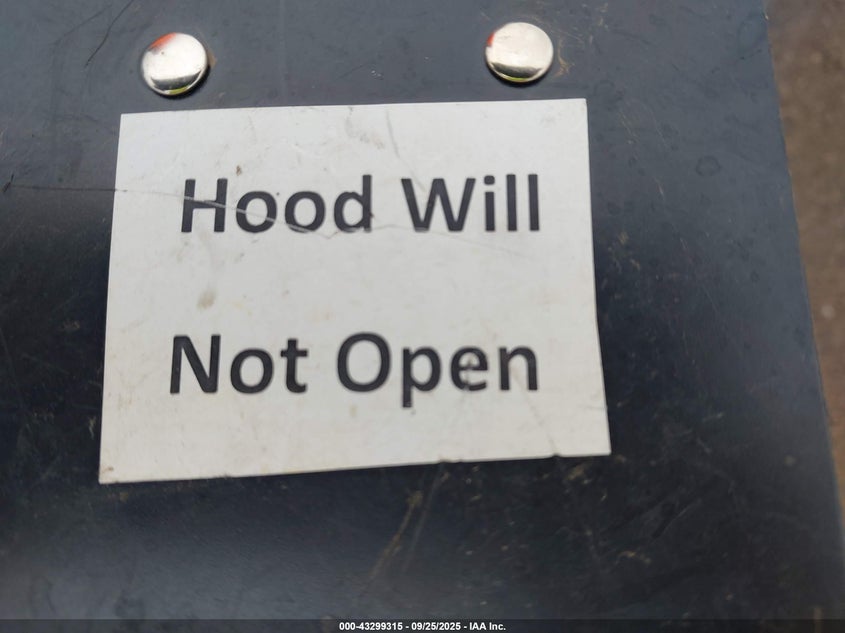 Hood Will
Not Open
000-43299315 - 09/25/2025 - IAA Inc.